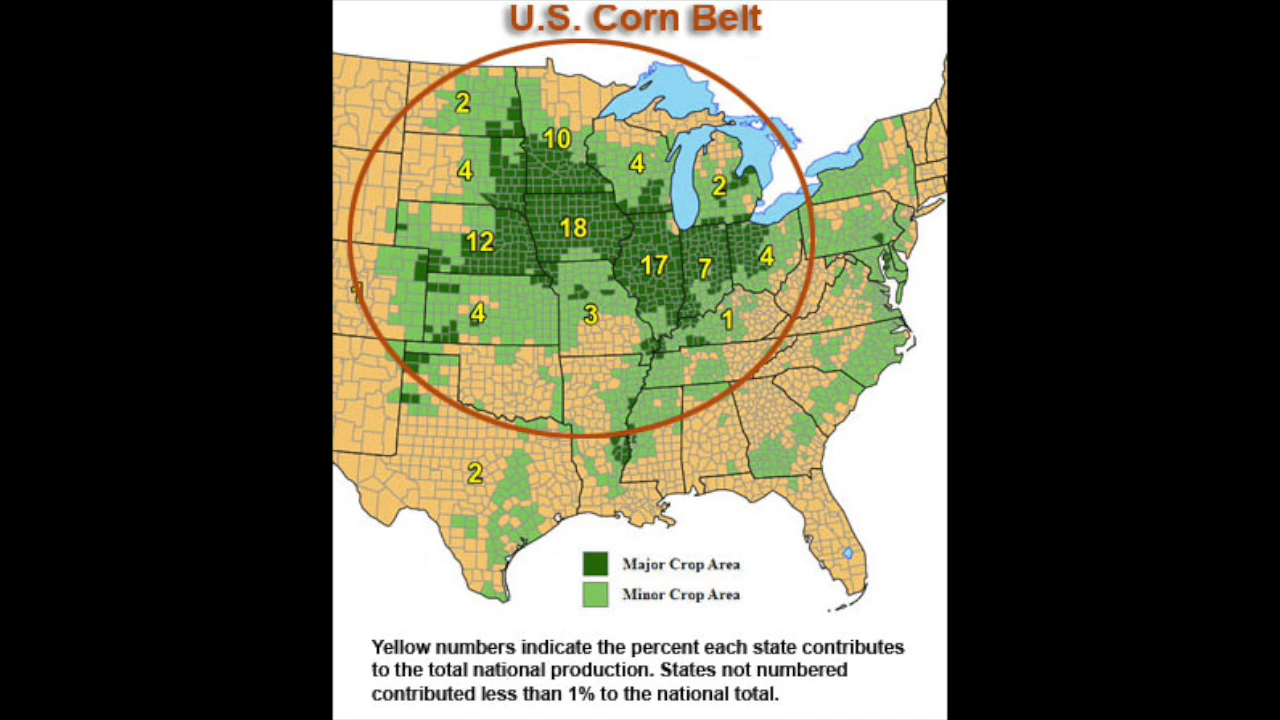 U.S. Corn Belt
2
10
4
4
2
18
12
17
7
4
1
4
3
1
2
Major Crop Area
Minor Crop Area
Yellow numbers indicate the percent each state contributes
to the total national production. States not numbered
contributed less than 1% to the national total.